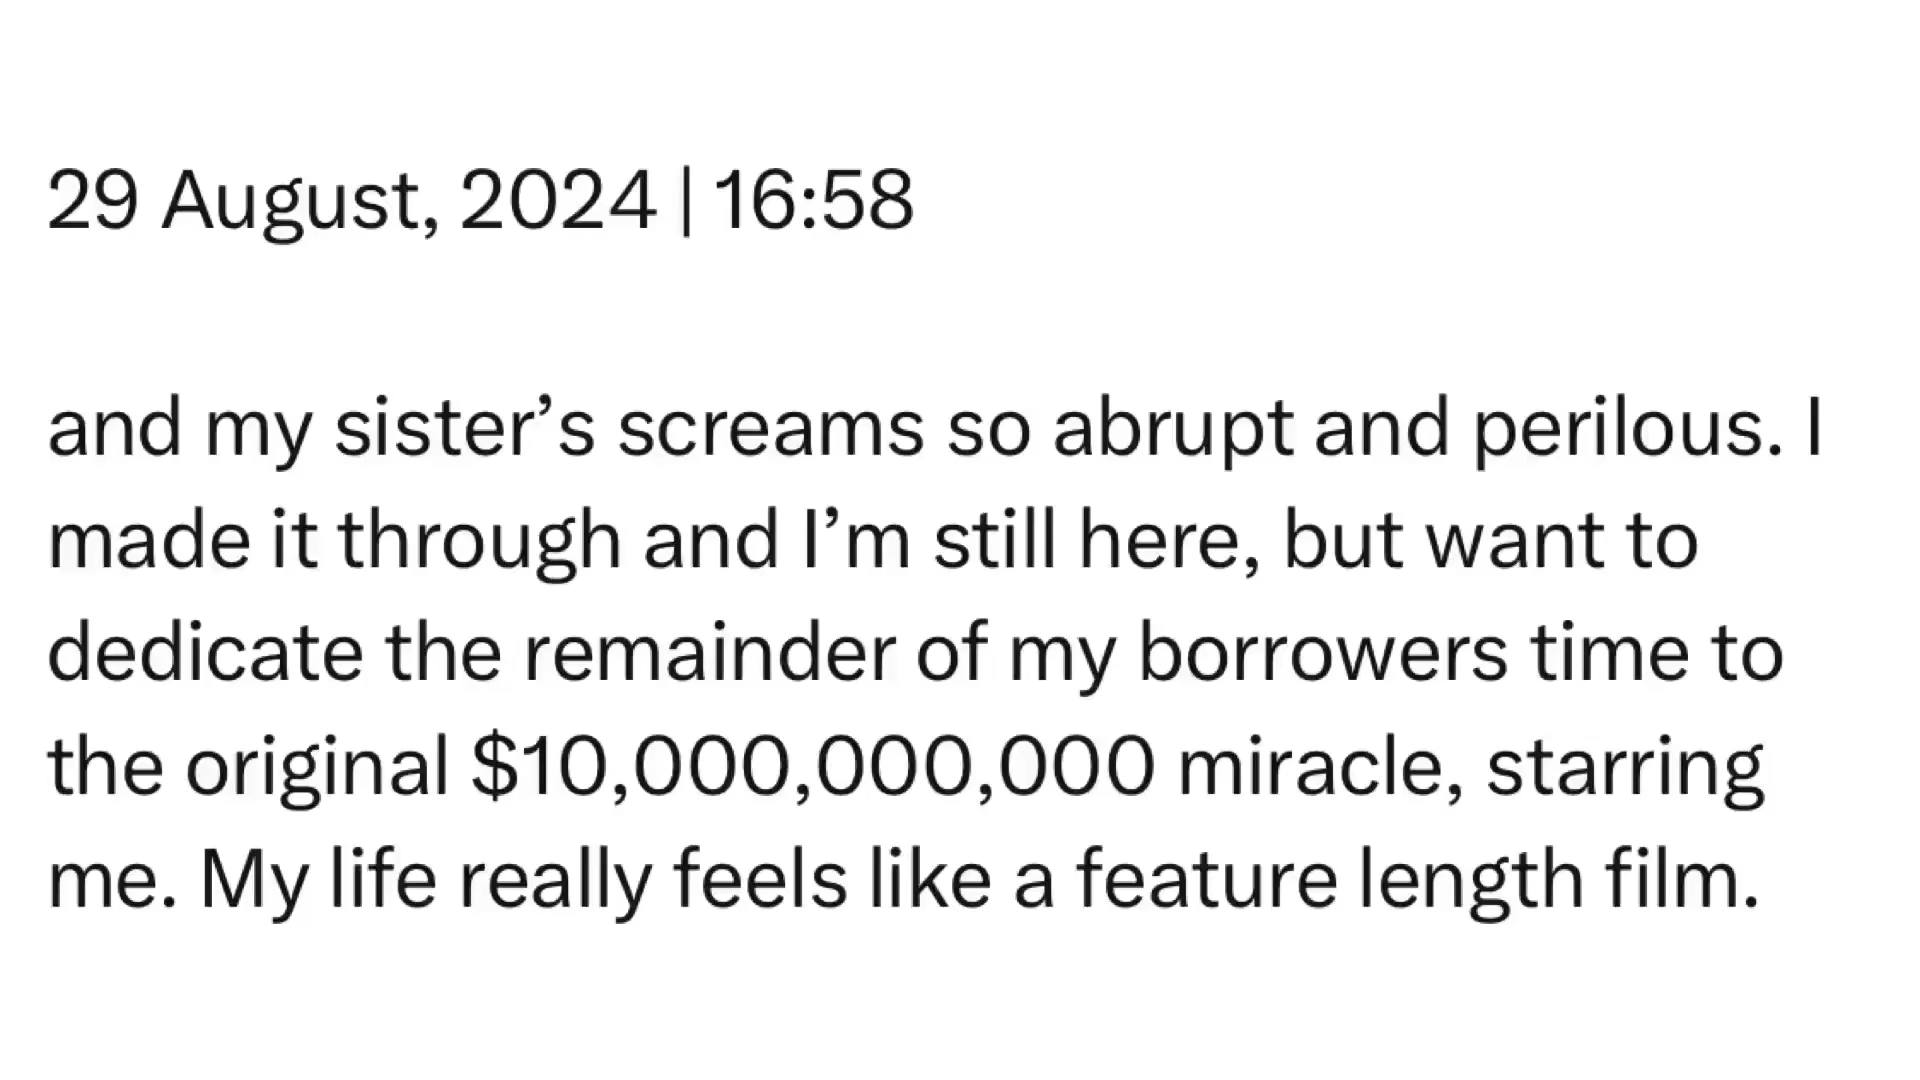 29 August, 2024 | 16:58
and my sister’s screams so abrupt and perilous. I
made it through and I’m still here, but want to
dedicate the remainder of my borrowers time to
the original $10,000,000,000 miracle, starring
me. My life really feels like a feature length film.